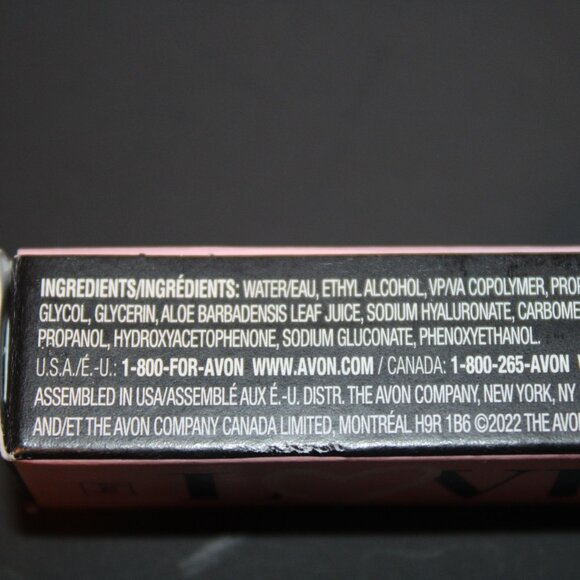 INGREDIENTS/INGRÉDIENTS: WATER/EAU, ETHYL ALCOHOL, VP/VA COPOLYMER,
GLYCOL, GLYCERIN, ALOE BARBADENSIS LEAF JUICE, SODIUM HYALURONATE,
PROPANOL, HYDROXYACETOPHENONE, SODIUM GLUCONATE, PHENOXYETHANOL.
U.S.A./É.-U.: 1-800-FOR-AVON WWW.AVON.COM / CANADA: 1-800-265-AVON
ASSEMBLED IN USA/ASSEMBLÉ AUX É.-U. DISTR. THE AVON COMPANY, NEW YORK, NY
AND/ET THE AVON COMPANY CANADA LIMITED, MONTRÉAL H9R 1B6 ©2022 THE